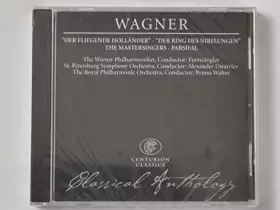 WAGNER
"DER FLIEGENDE HOLLÄNDER" - "DER RING DES NIBELUNGEN"
THE MASTERSINGERS - PARSIFAL
The Wiener Philharmoniker, Conductor: Furtwängler
St. Petersburg Symphony Orchestra, Conductor: Alexander Dmitriev
The Royal Philharmonic Orchestra, Conductor: Bruno Walter
CENTURION
CLASSICS
Classical Anthology